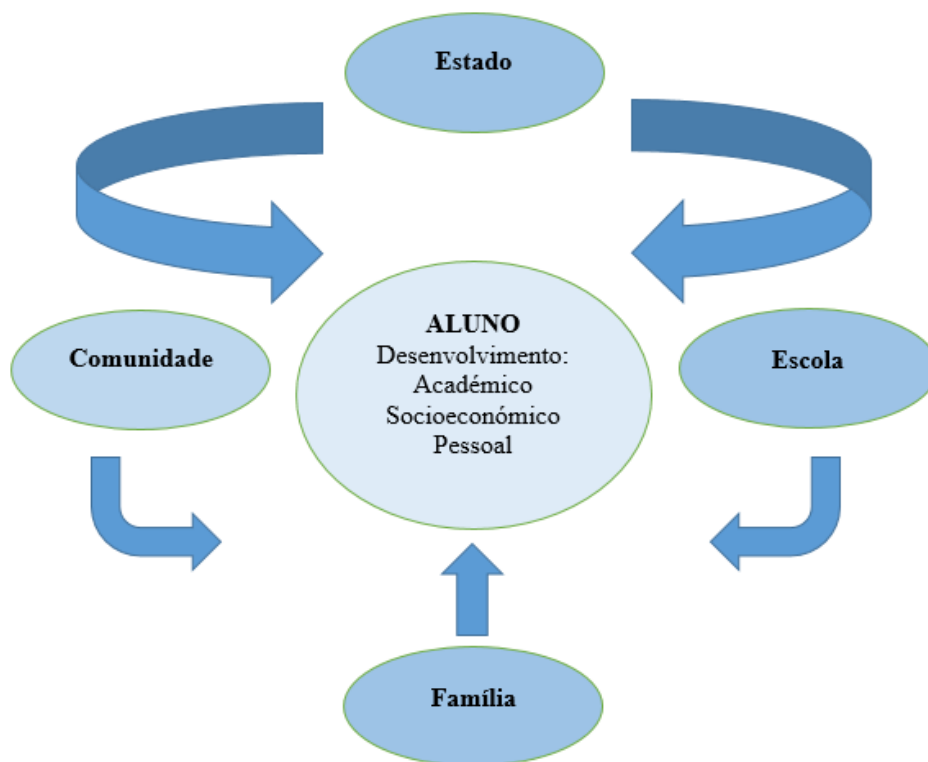 Estado
Comunidade
ALUNO
Desenvolvimento:
Académico
Socioeconómico
Pessoal
Escola
Família